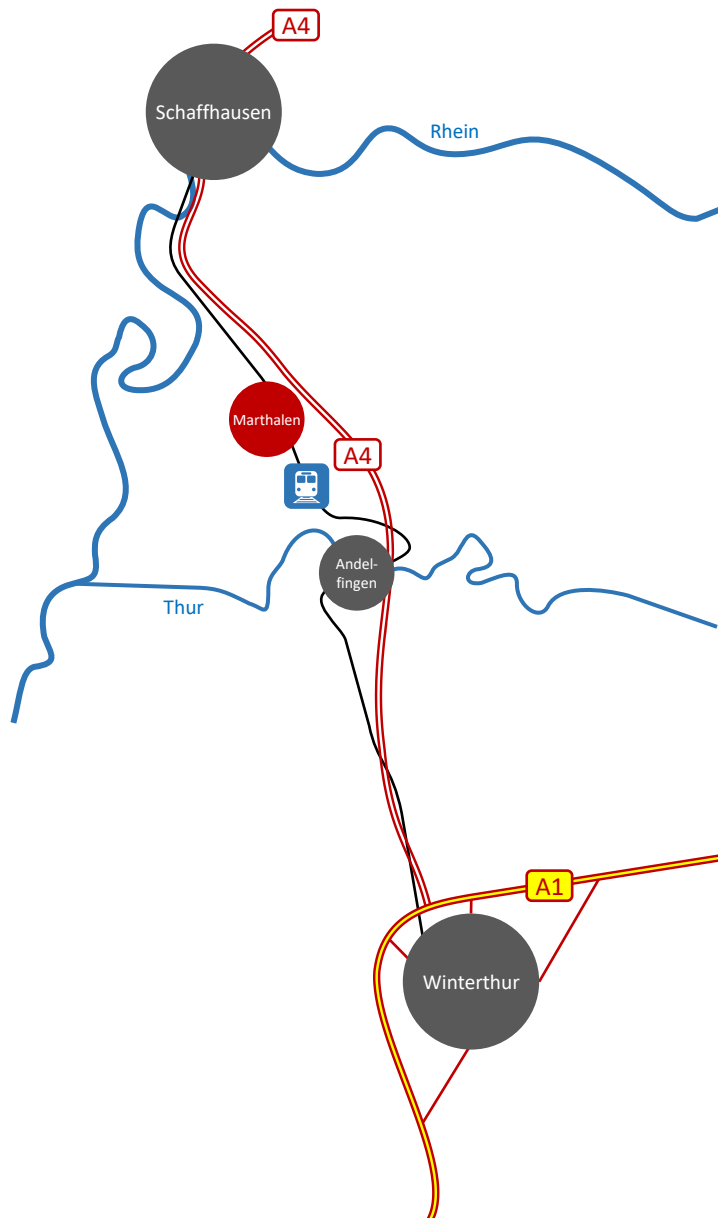 A4
Schaffhausen
Rhein
Marthalen
A4
Andel-
fingen
Thur
A1
Winterthur